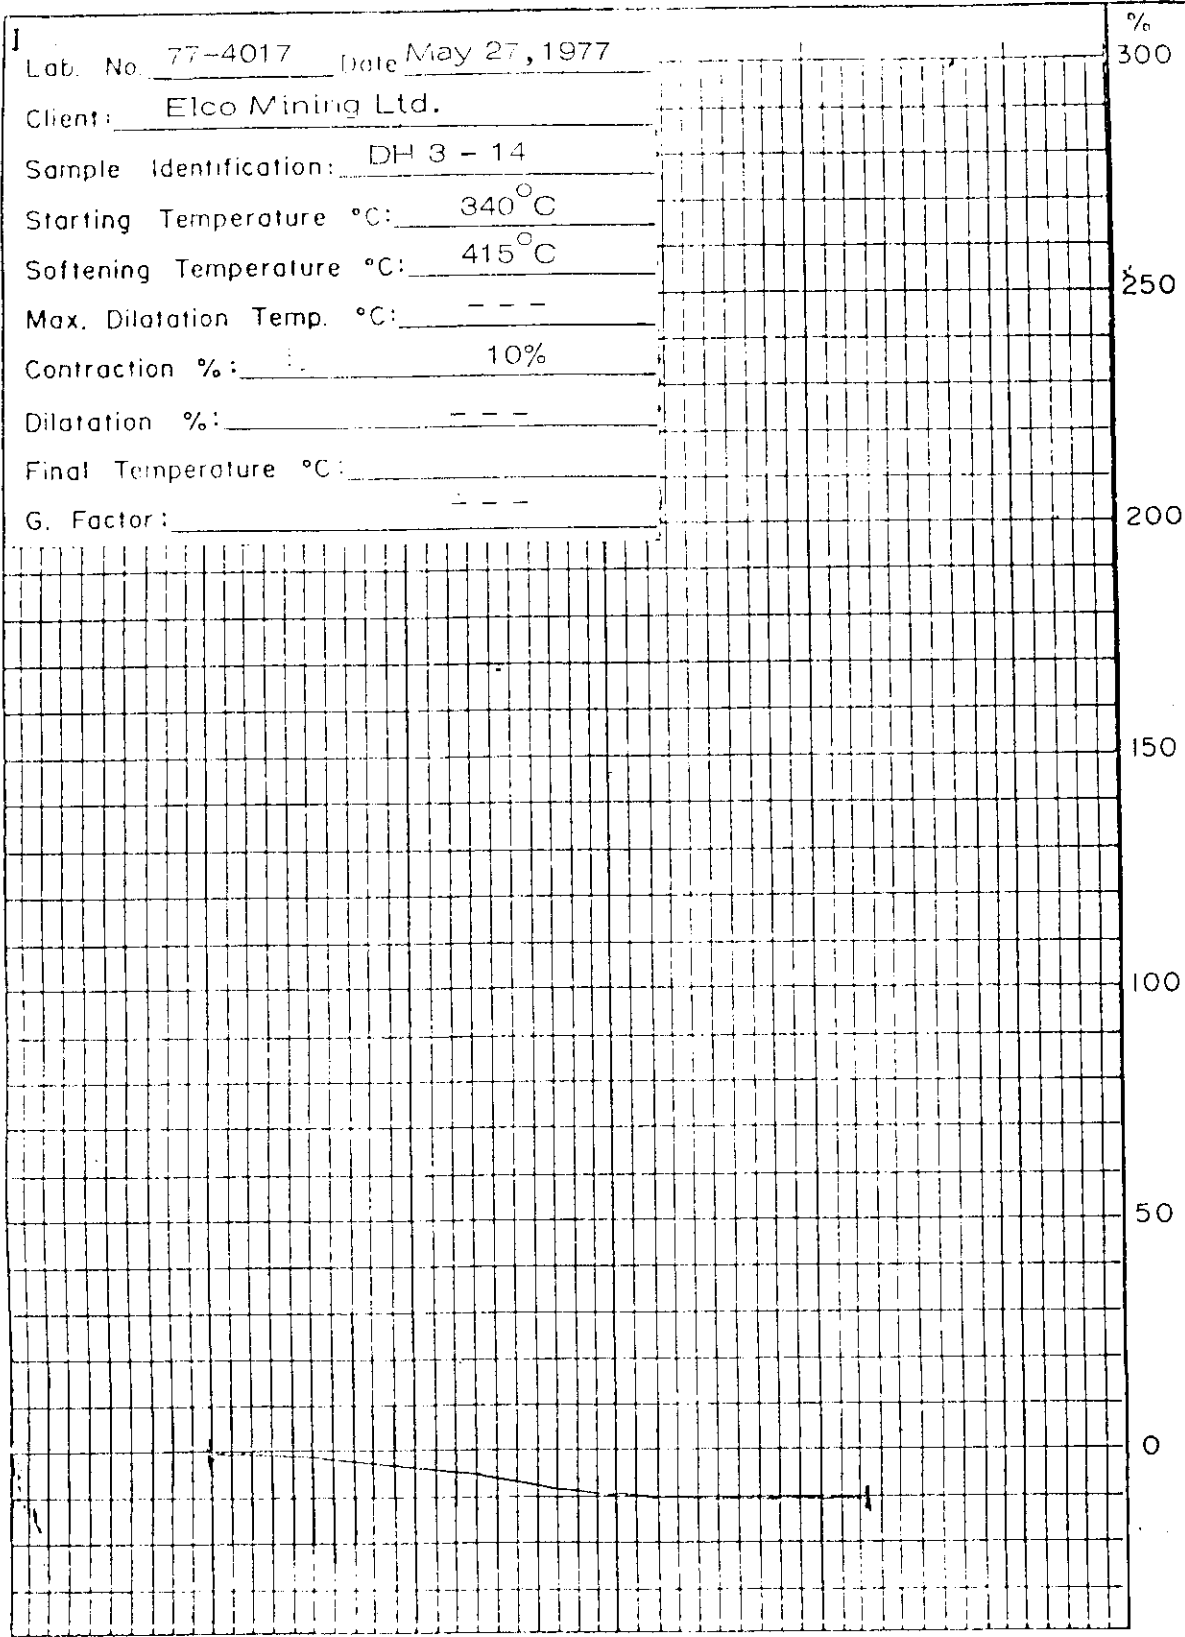 Lab. No. 77-4017 Date May 27, 1977
Client: Elco Mining Ltd.
Sample Identification: DH 3 - 14
Starting Temperature °C: 340°C
Softening Temperature °C: 415°C
Max. Dilatation Temp. °C: - - -
Contraction %: 10%
Dilatation %: - - -
Final Temperature °C:
G. Factor: - - -
%
300
250
200
150
100
50
0